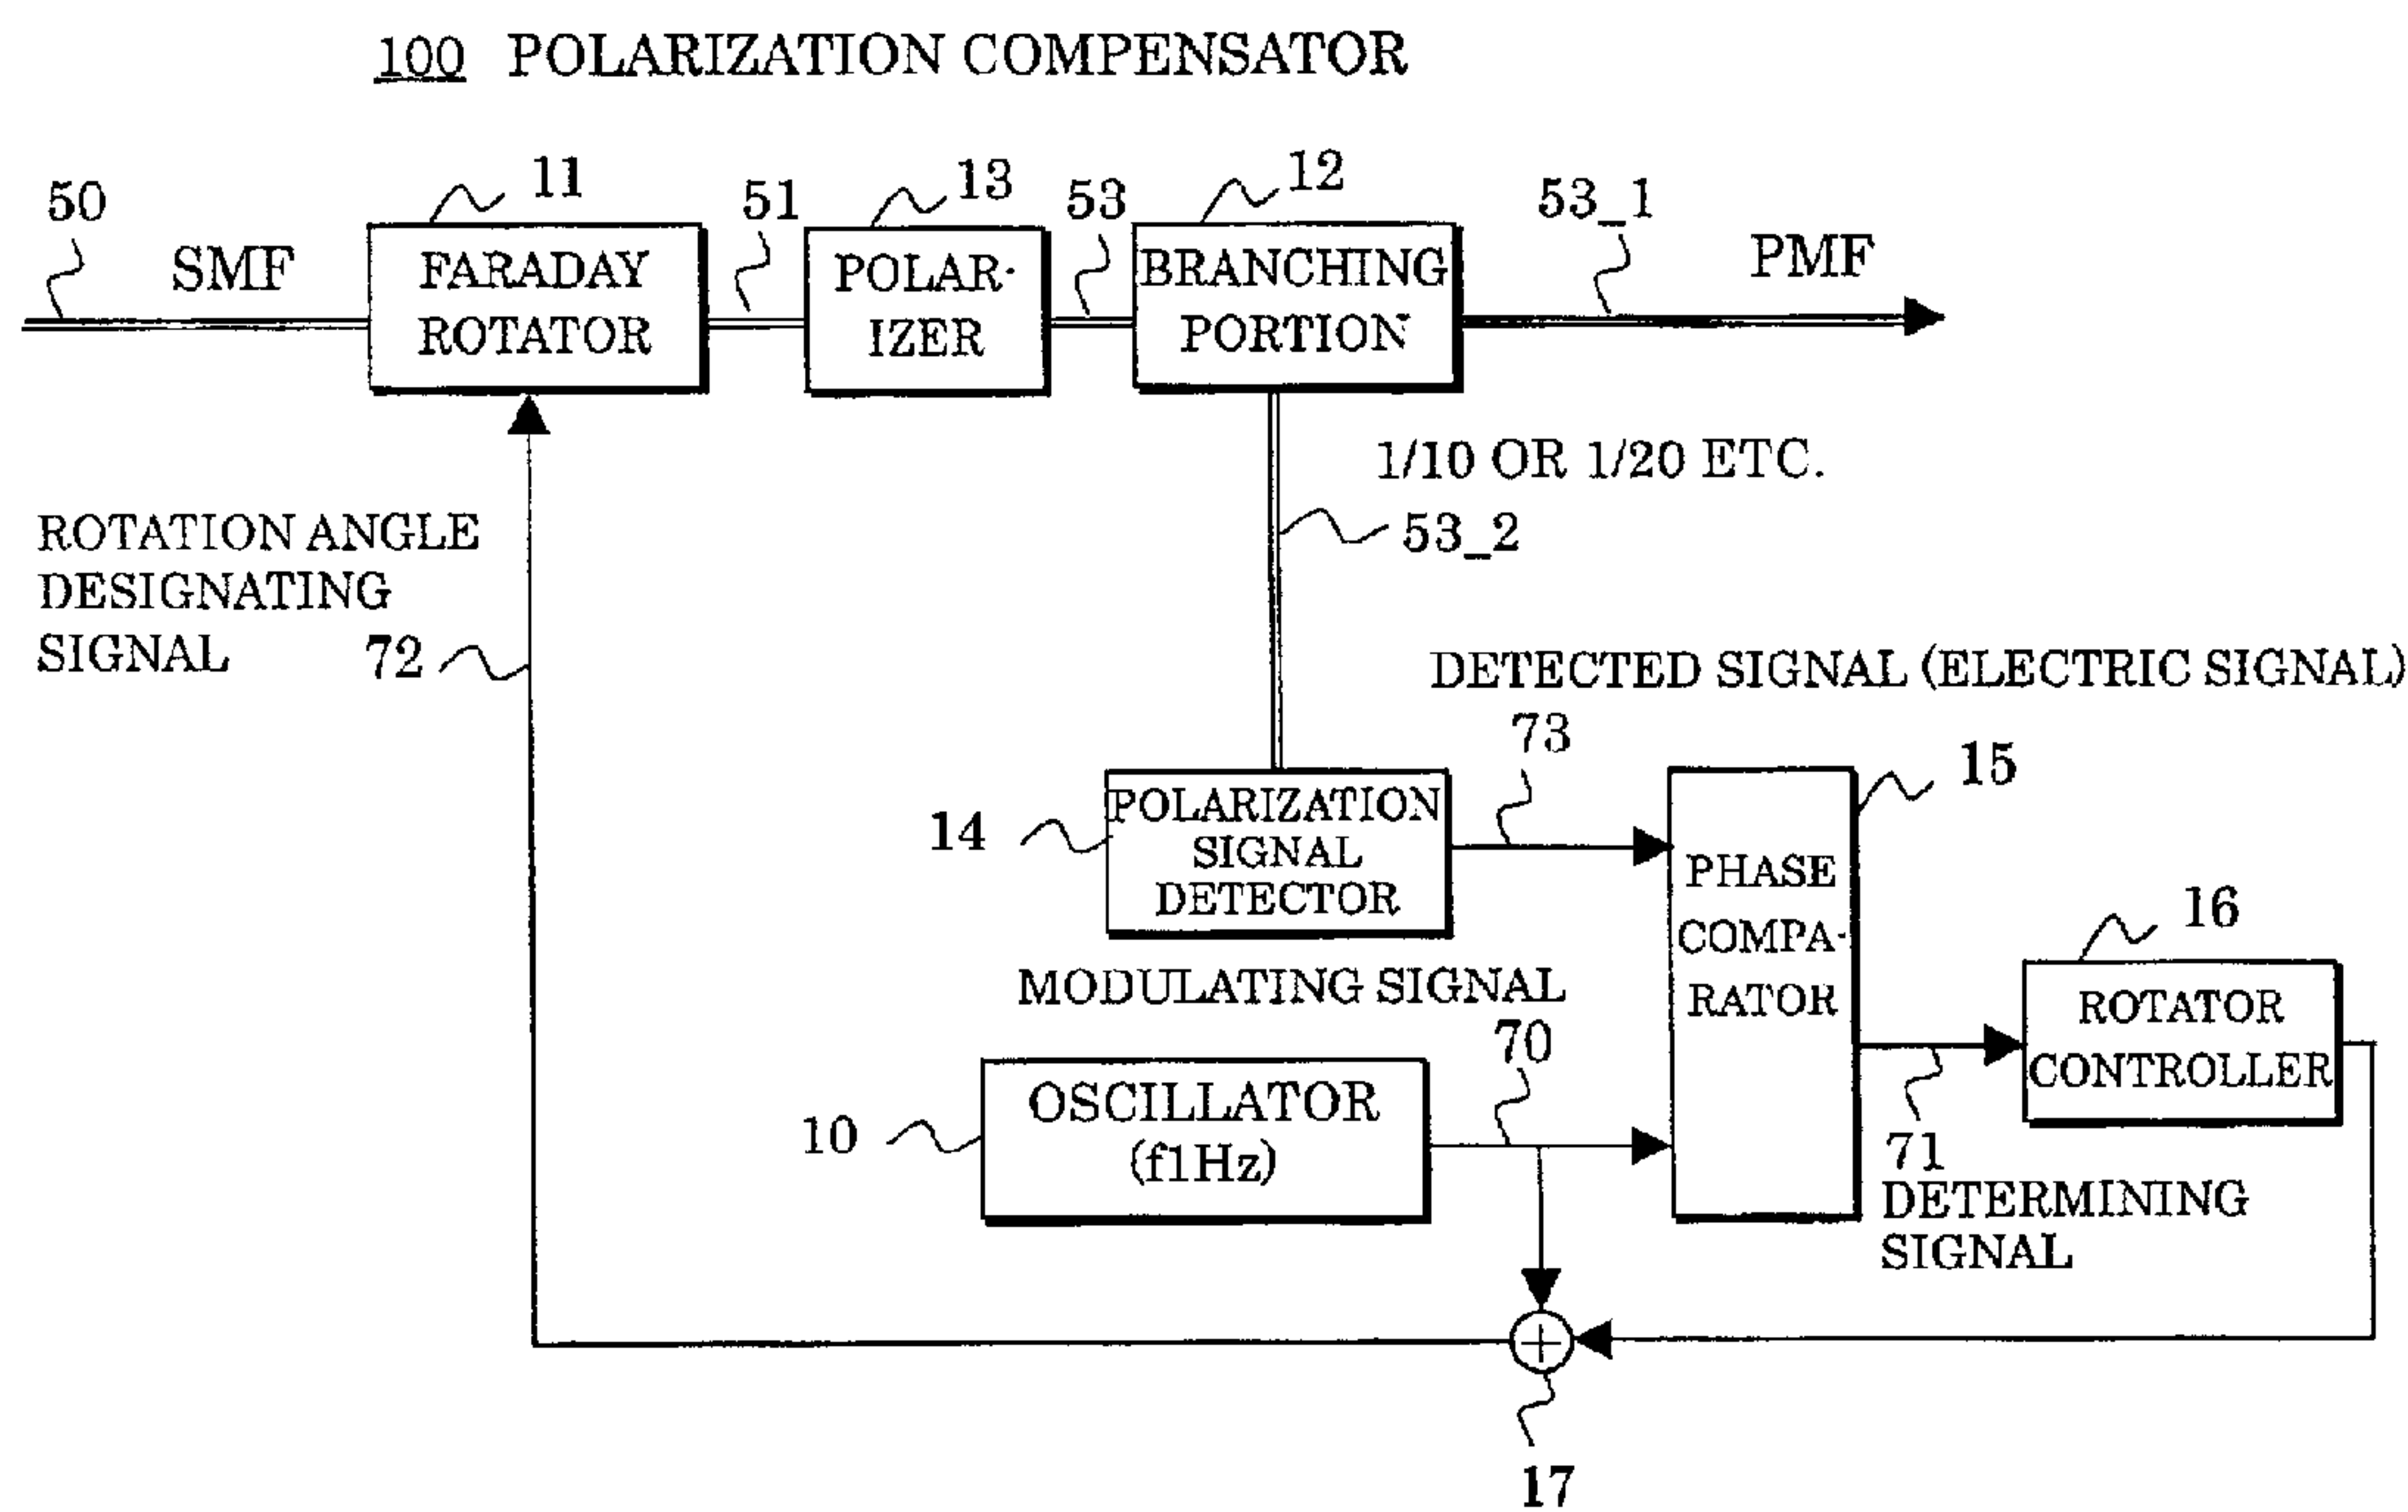 100 POLARIZATION COMPENSATOR
50
SMF
11
FARADAY
ROTATOR
51
13
POLAR-
IZER
53
12
BRANCHING
PORTION
53_1
PMF
1/10 OR 1/20 ETC.
53_2
ROTATION ANGLE
DESIGNATING
SIGNAL
72
DETECTED SIGNAL (ELECTRIC SIGNAL)
73
14
POLARIZATION
SIGNAL
DETECTOR
15
PHASE
COMPA-
RATOR
16
ROTATOR
CONTROLLER
MODULATING SIGNAL
70
10
OSCILLATOR
(f1Hz)
71
DETERMINING
SIGNAL
+
17